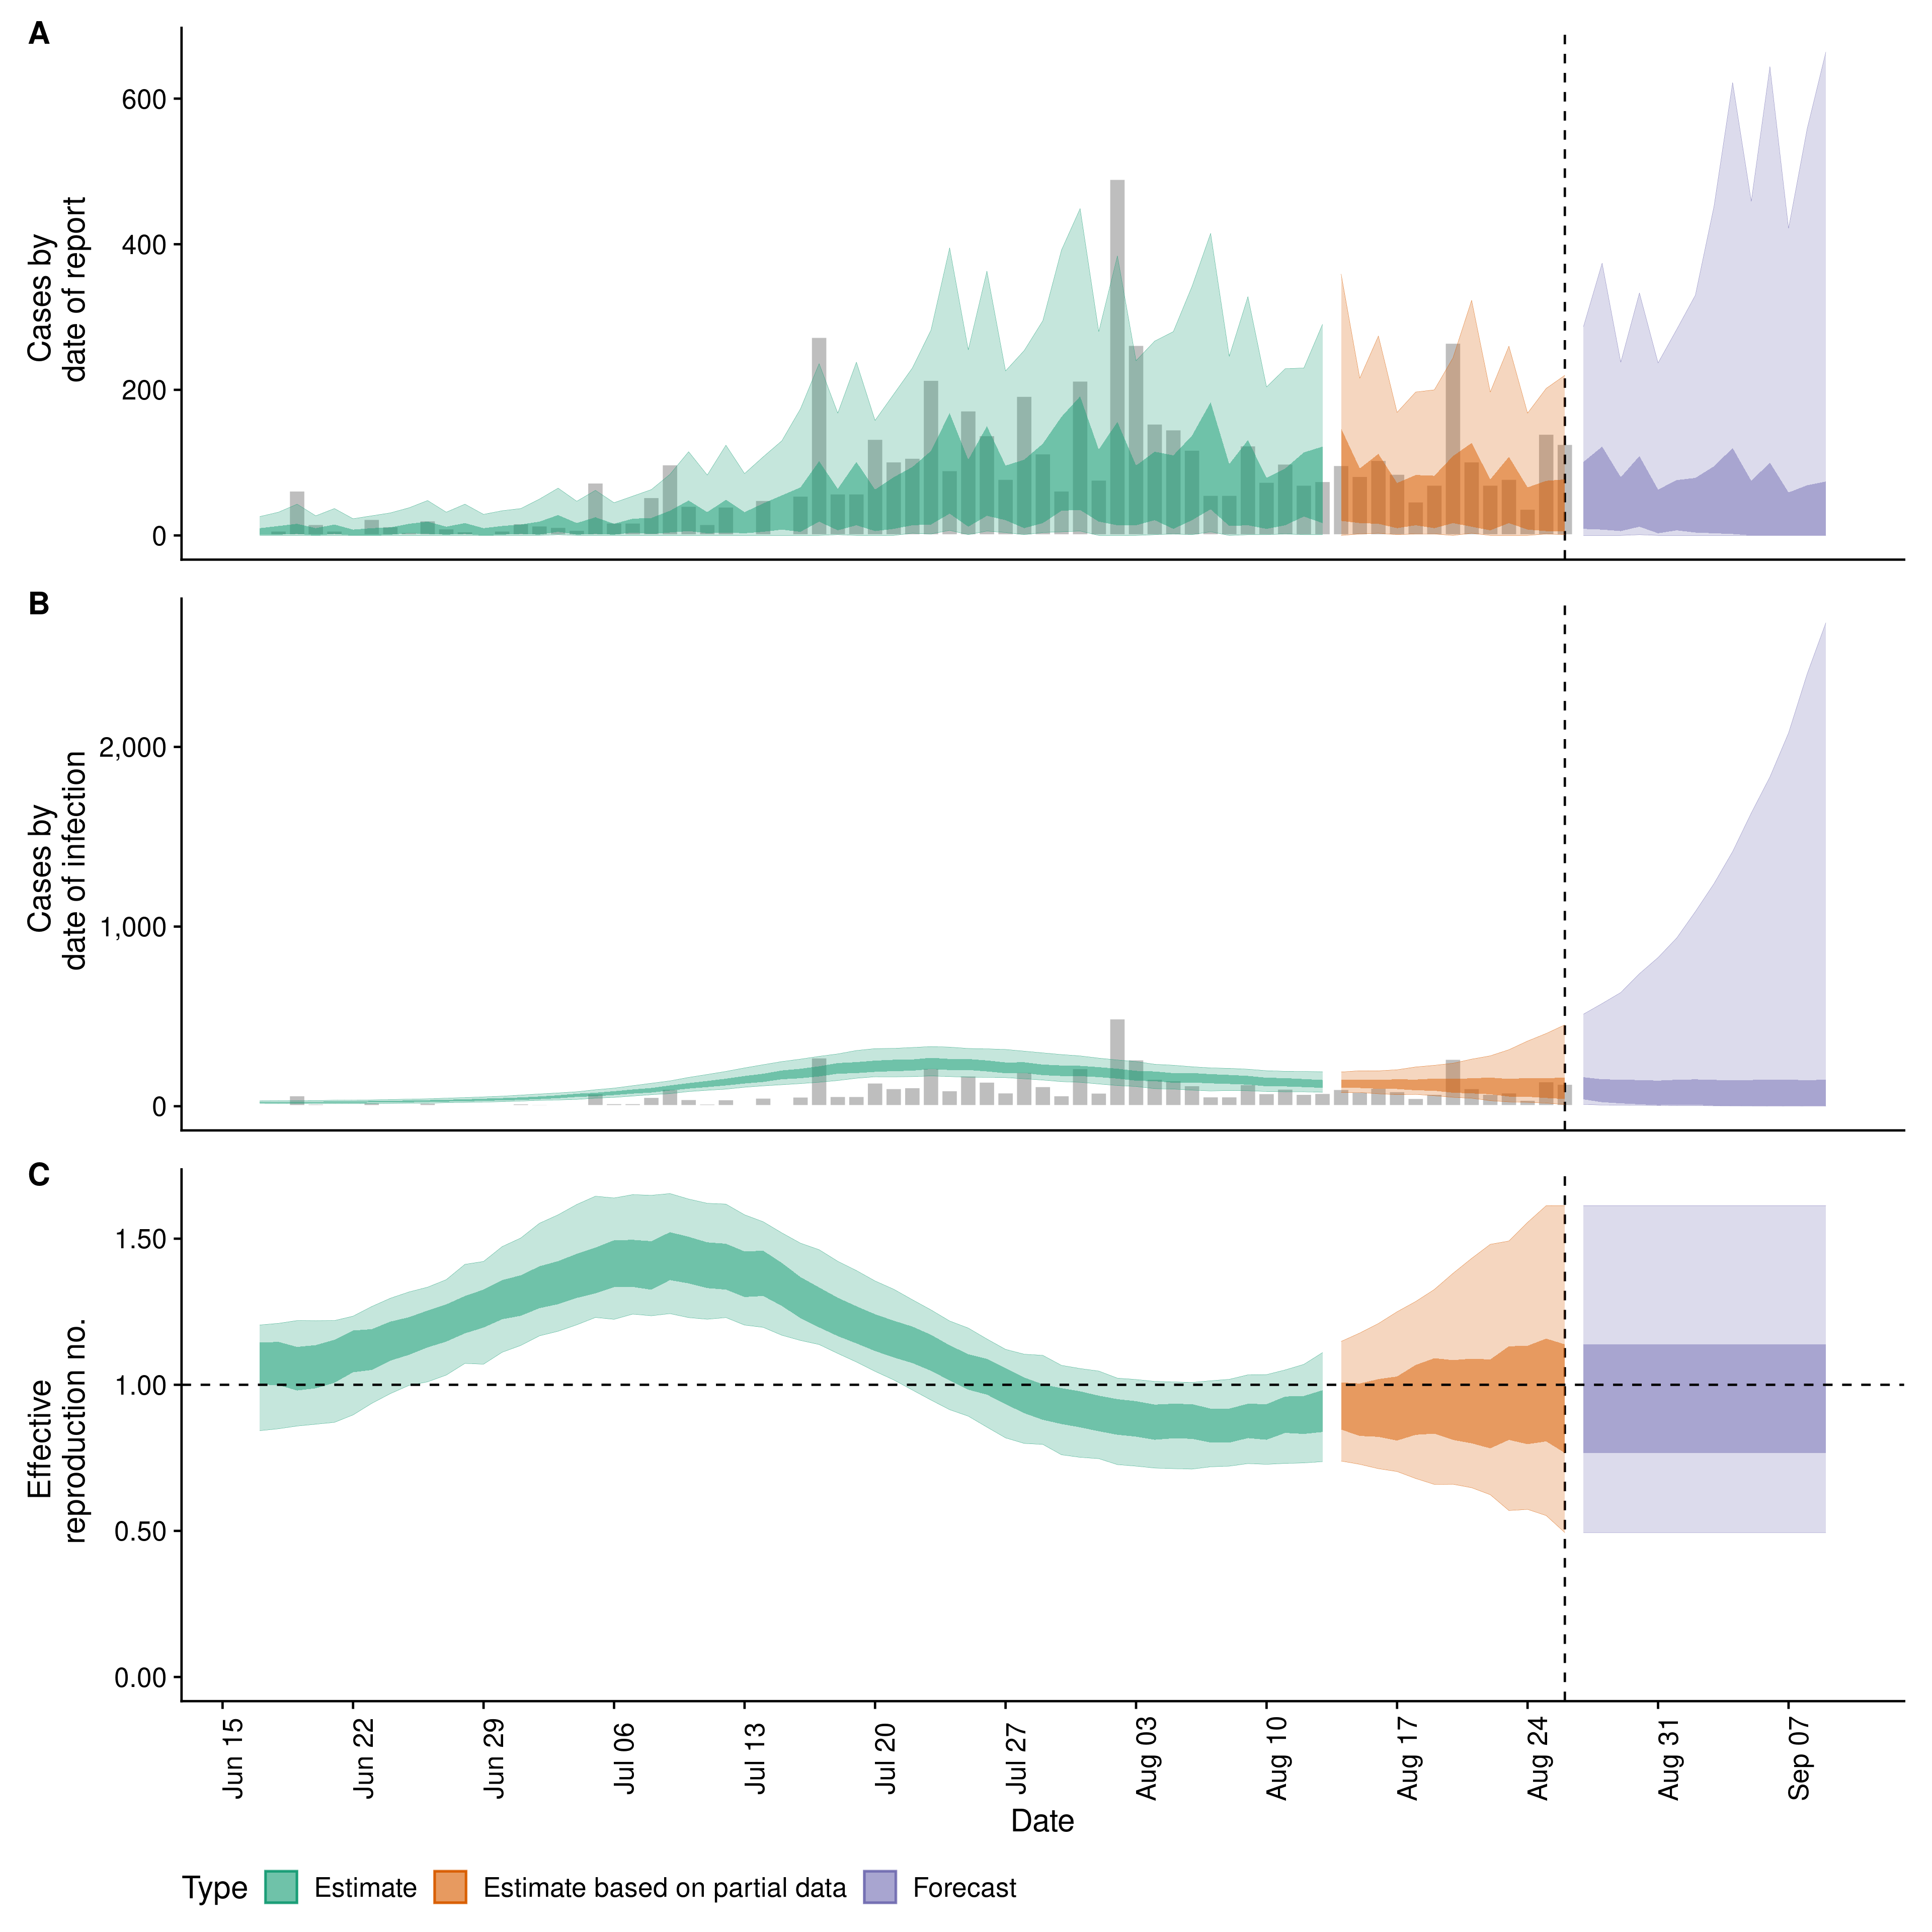 A
Cases by
date of report
600
400
200
0
B
Cases by
date of infection
2,000
1,000
0
C
Effective
reproduction no.
1.50
1.00
0.50
0.00
Jun 15
Jun 22
Jun 29
Jul 06
Jul 13
Jul 20
Jul 27
Aug 03
Aug 10
Aug 17
Aug 24
Aug 31
Sep 07
Date
Type Estimate Estimate based on partial data Forecast